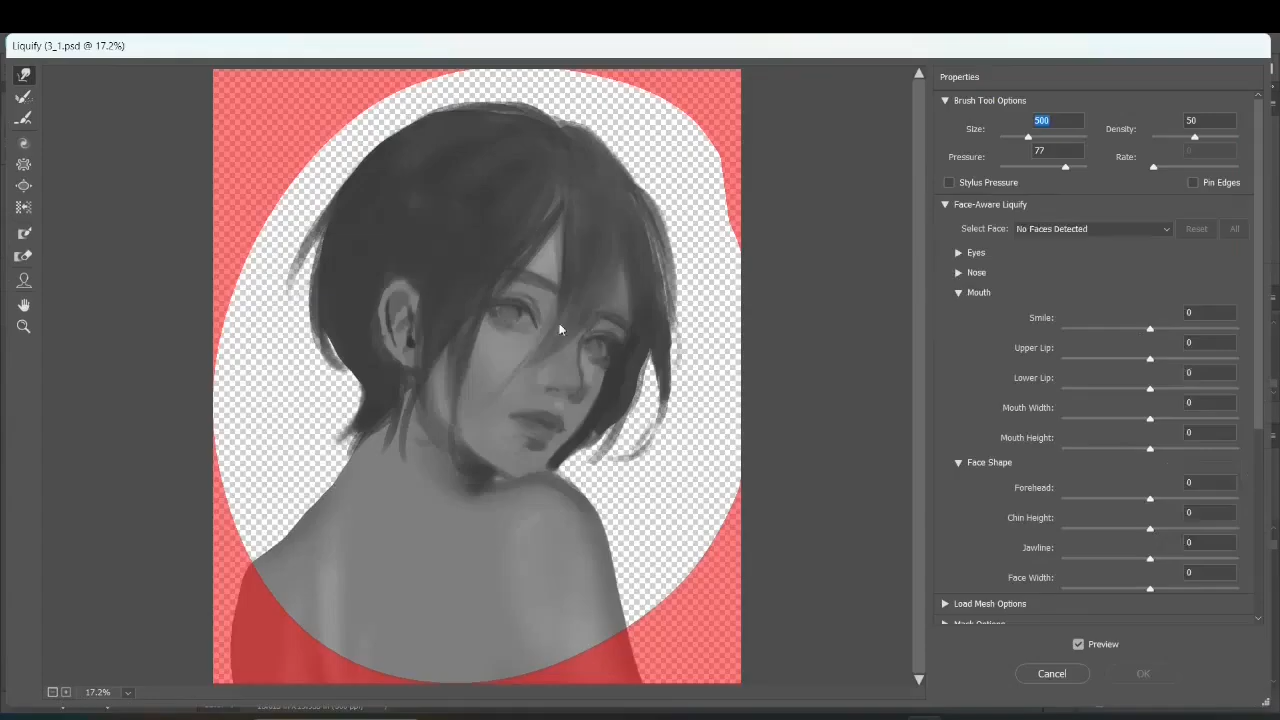 Liquify (3_1.psd @ 17.2%)
Properties
Brush Tool Options
Size: 500 Density: 50
Pressure: 77 Rate: 0
Stylus Pressure Pin Edges
Face-Aware Liquify
Select Face: No Faces Detected Reset All
Eyes
Nose
Mouth
Smile: 0
Upper Lip: 0
Lower Lip: 0
Mouth Width: 0
Mouth Height: 0
Face Shape
Forehead: 0
Chin Height: 0
Jawline: 0
Face Width: 0
Load Mesh Options
Mask Options
Preview
Cancel OK
17.2%